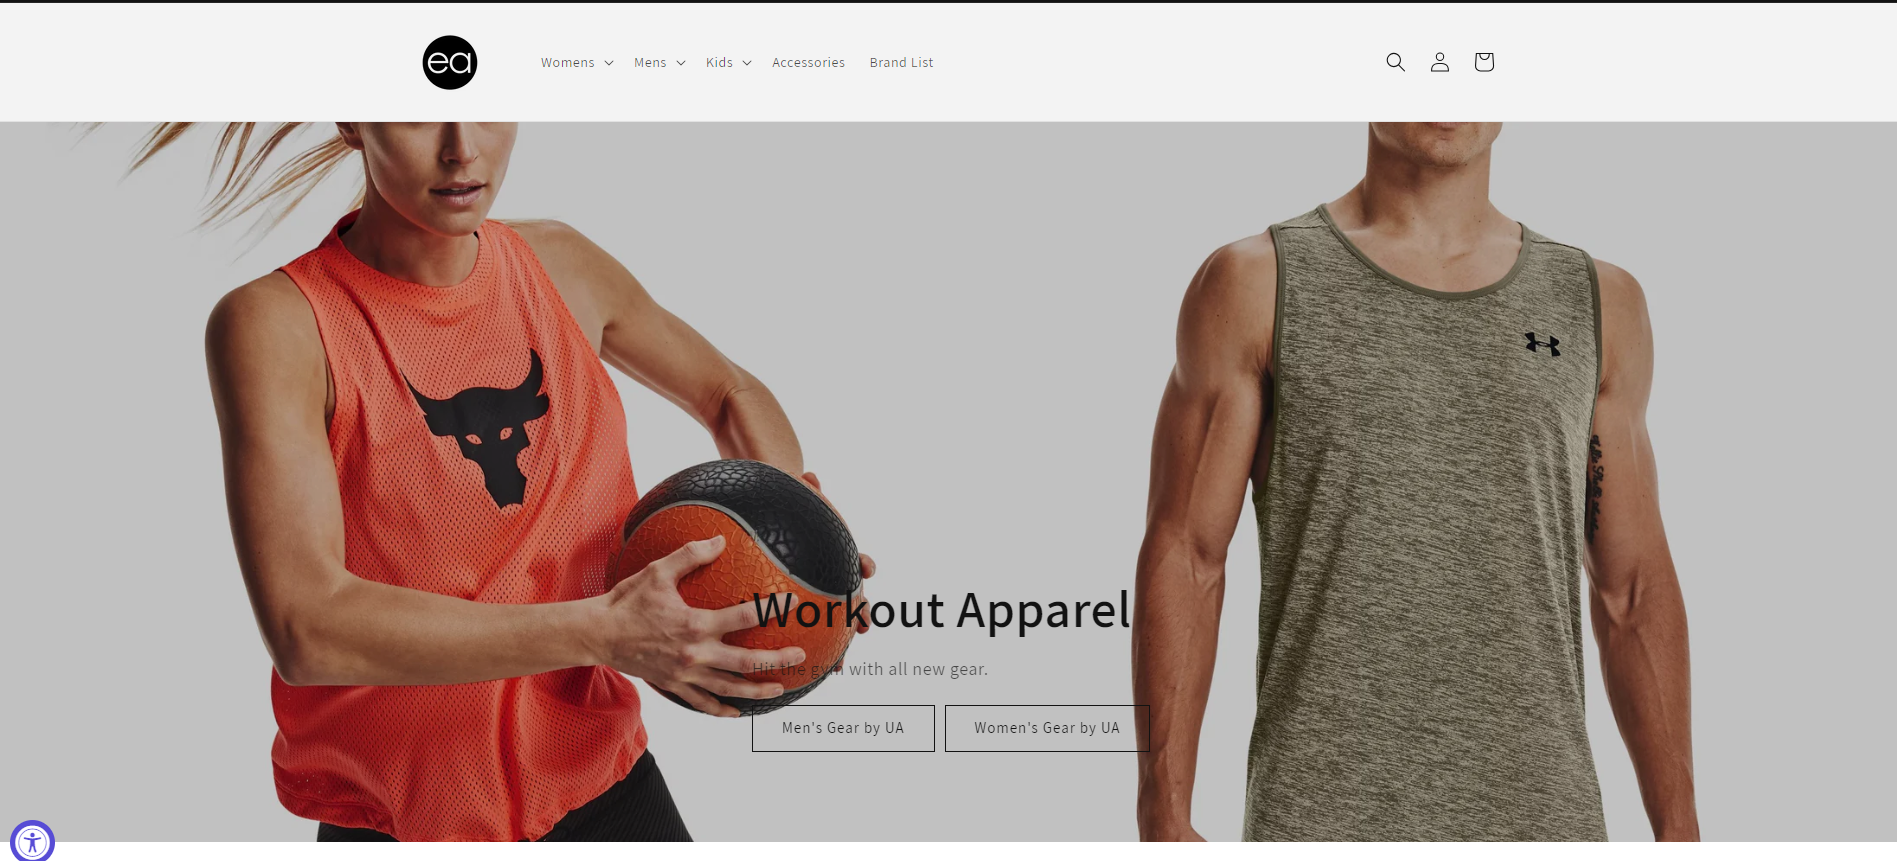 ea
Womens
Mens
Kids
Accessories
Brand List
Workout Apparel
Hit the gym with all new gear.
Men's Gear by UA
Women's Gear by UA